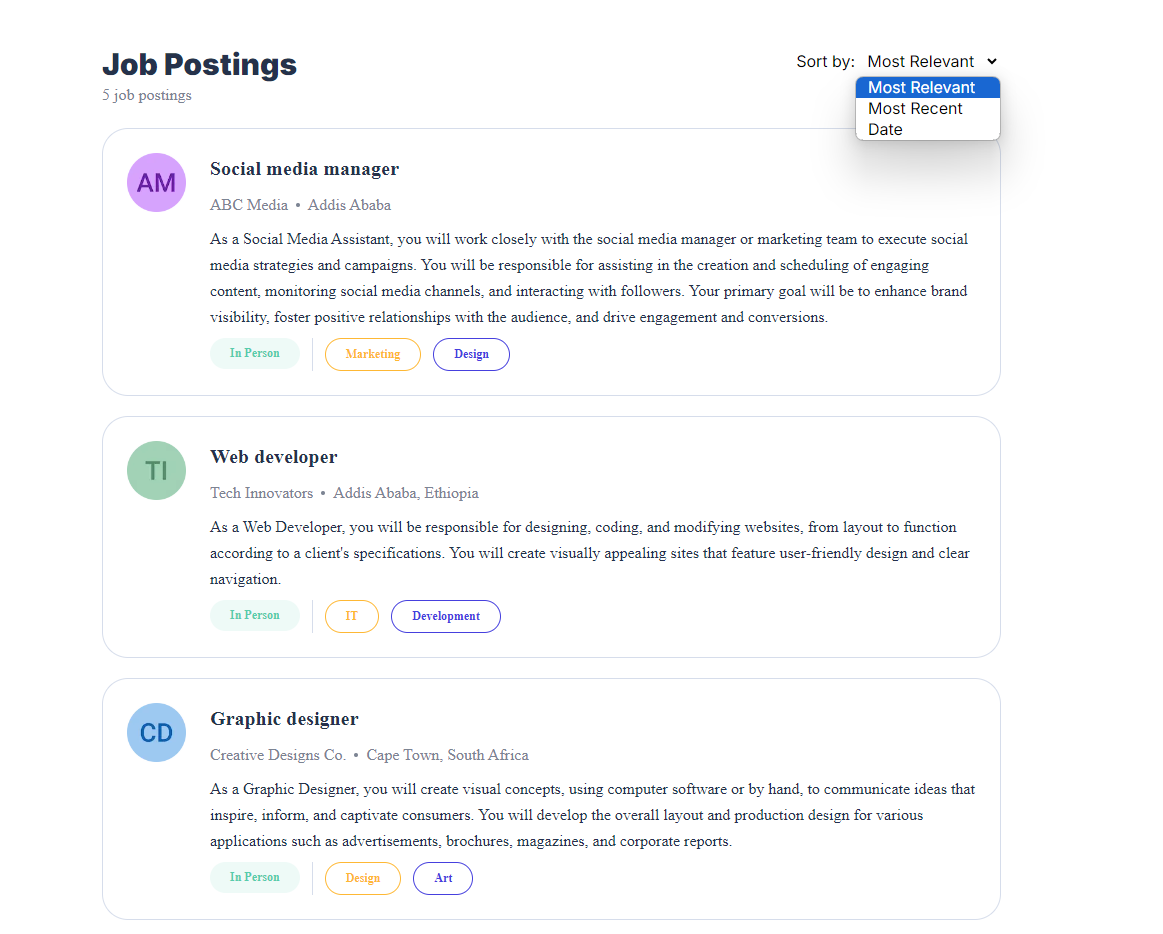 Job Postings
Sort by: Most Relevant
5 job postings
Most Relevant
Most Recent
Date
AM
Social media manager
ABC Media • Addis Ababa
As a Social Media Assistant, you will work closely with the social media manager or marketing team to execute social
media strategies and campaigns. You will be responsible for assisting in the creation and scheduling of engaging
content, monitoring social media channels, and interacting with followers. Your primary goal will be to enhance brand
visibility, foster positive relationships with the audience, and drive engagement and conversions.
In Person
Marketing
Design
TI
Web developer
Tech Innovators • Addis Ababa, Ethiopia
As a Web Developer, you will be responsible for designing, coding, and modifying websites, from layout to function
according to a client's specifications. You will create visually appealing sites that feature user-friendly design and clear
navigation.
In Person
IT
Development
CD
Graphic designer
Creative Designs Co. • Cape Town, South Africa
As a Graphic Designer, you will create visual concepts, using computer software or by hand, to communicate ideas that
inspire, inform, and captivate consumers. You will develop the overall layout and production design for various
applications such as advertisements, brochures, magazines, and corporate reports.
In Person
Design
Art